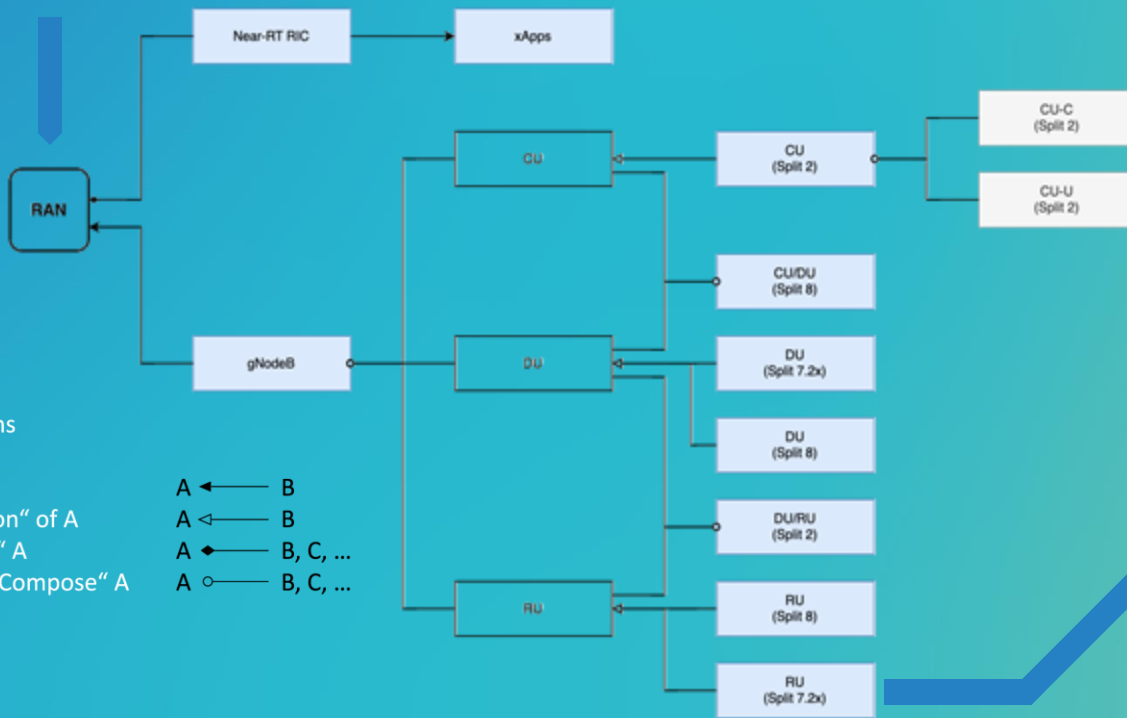 Near-RT RIC
xApps
CU-C
(Split 2)
CU
CU
(Split 2)
CU-U
(Split 2)
RAN
CU/DU
(Split 8)
gNodeB
DU
DU
(Split 7.2x)
DU
(Split 8)
ns
A B
on“ of A A B
“ A A B, C, ...
Compose“ A A B, C, ...
DU/RU
(Split 2)
RU
RU
(Split 8)
RU
(Split 7.2x)